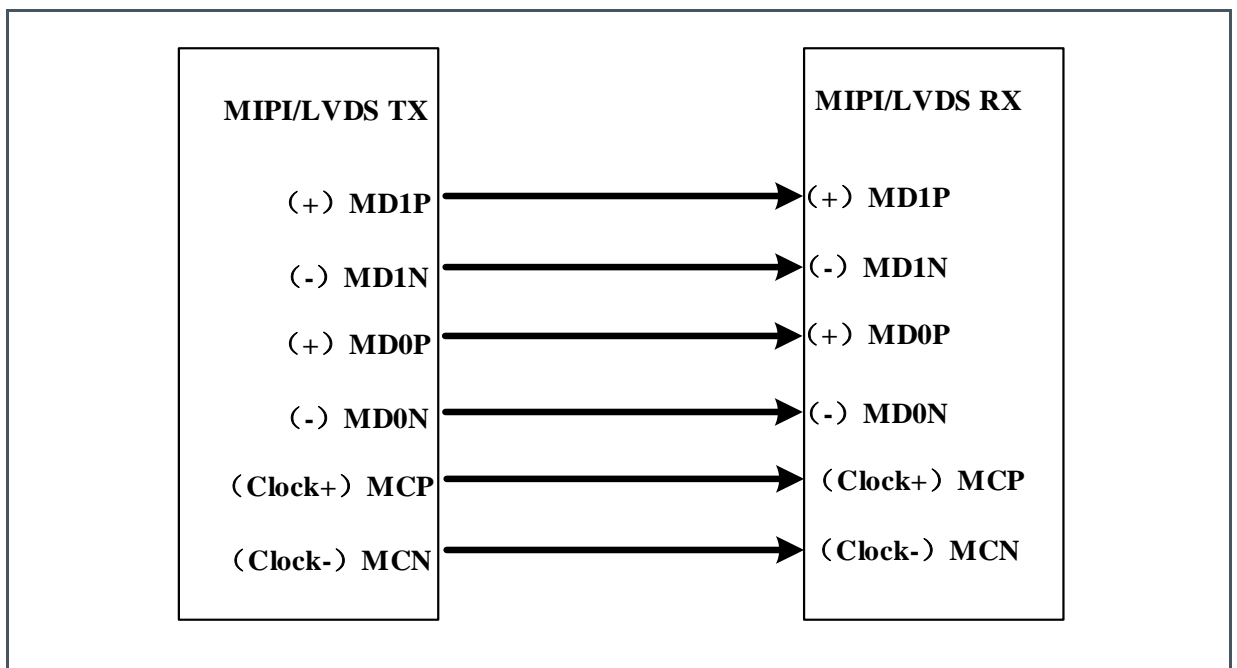 MIPI/LVDS TX
（+）MD1P
（-）MD1N
（+）MD0P
（-）MD0N
（Clock+）MCP
（Clock-）MCN
MIPI/LVDS RX
（+）MD1P
（-）MD1N
（+）MD0P
（-）MD0N
（Clock+）MCP
（Clock-）MCN